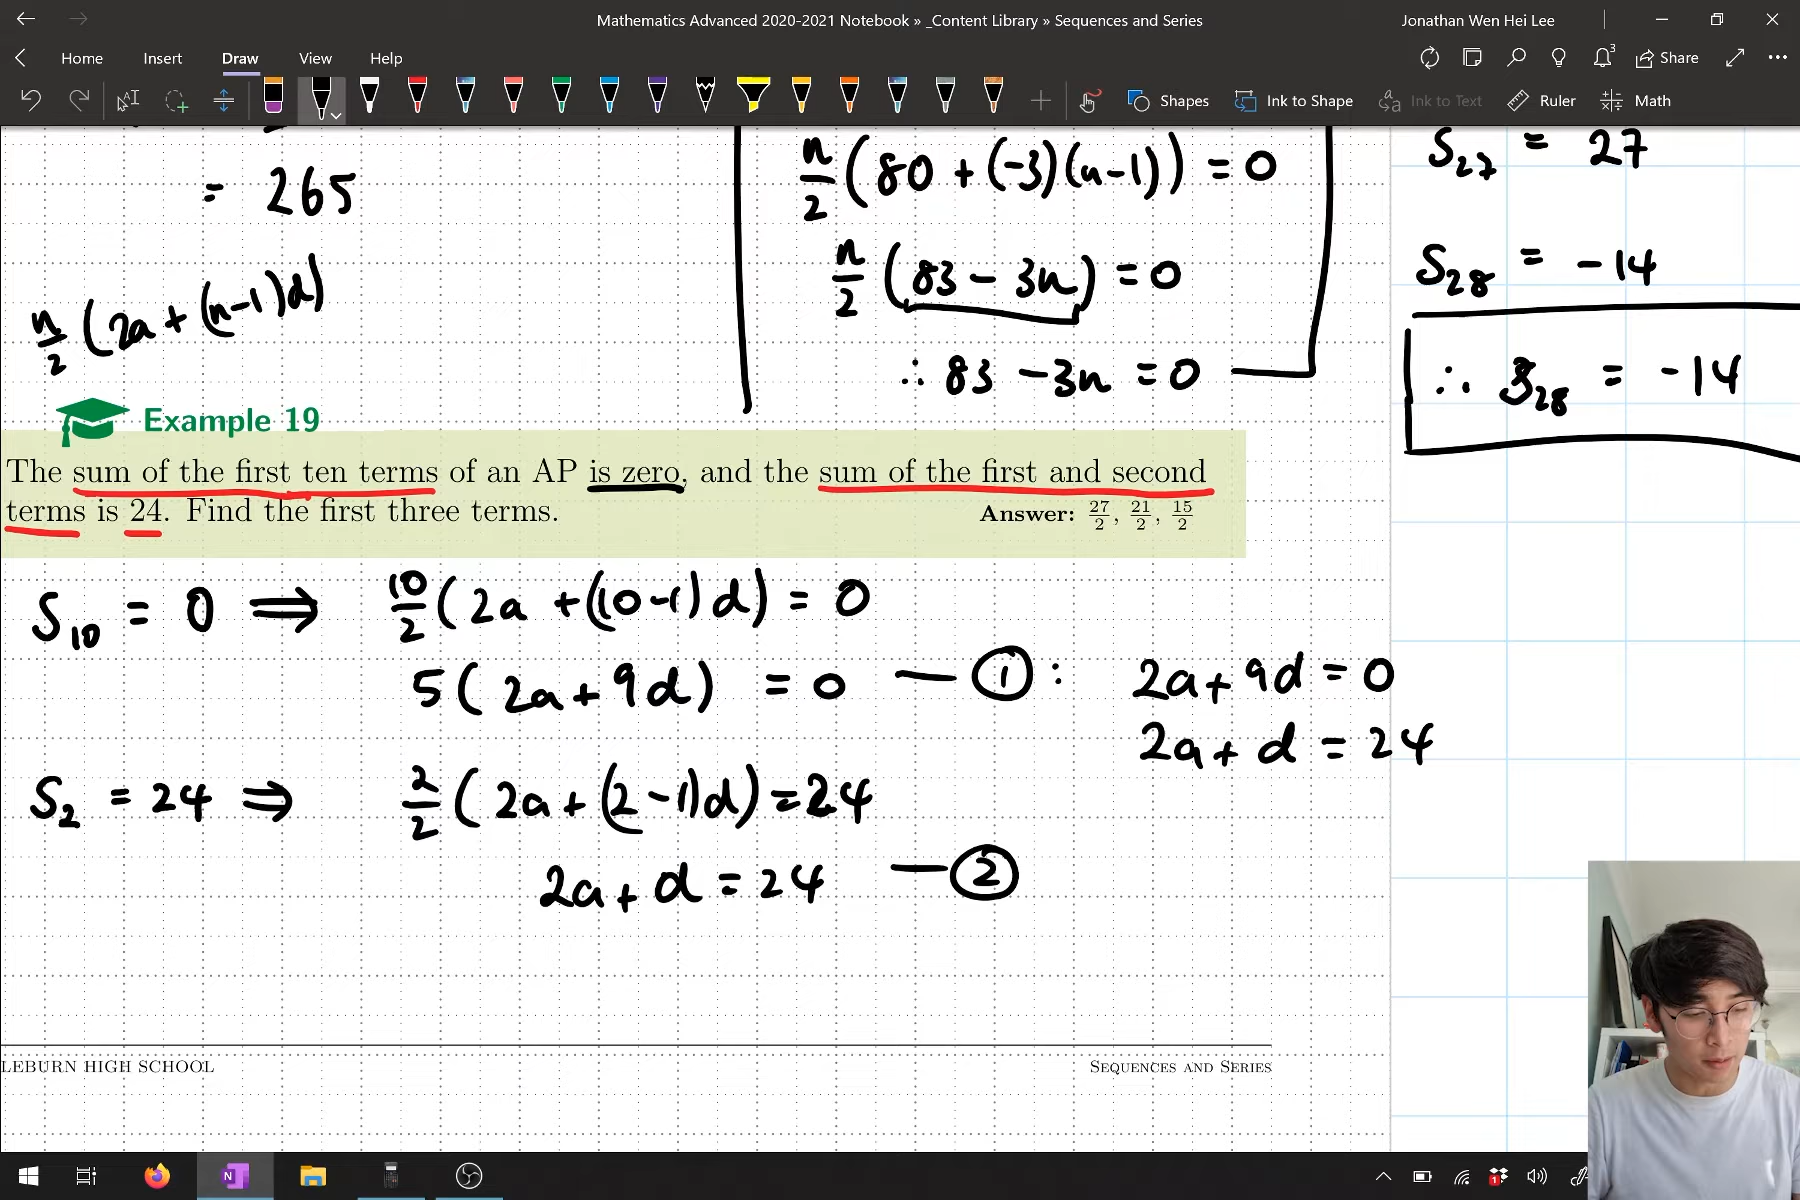 Mathematics Advanced 2020-2021 Notebook » _Content Library » Sequences and Series
Jonathan Wen Hei Lee
Home Insert Draw View Help
3
Share
Shapes
Ink to Shape
Ink to Text
Ruler
Math
= 265
n/2 (2a + (n-1)d)
n/2 (80 + (-3)(n-1)) = 0
n/2 (83 - 3n) = 0
∴ 83 - 3n = 0
S₂₇ = 27
S₂₈ = -14
∴ S₂₈ = -14
Example 19
The sum of the first ten terms of an AP is zero, and the sum of the first and second
terms is 24. Find the first three terms.
Answer: 27/2, 21/2, 15/2
S₁₀ = 0 ⇒ 10/2 (2a + (10-1)d) = 0
5(2a + 9d) = 0 — ① :
2a + 9d = 0
2a + d = 24
S₂ = 24 ⇒ 2/2 (2a + (2-1)d) = 24
2a + d = 24 — ②
LEBURN HIGH SCHOOL
Sequences and Series
N
1